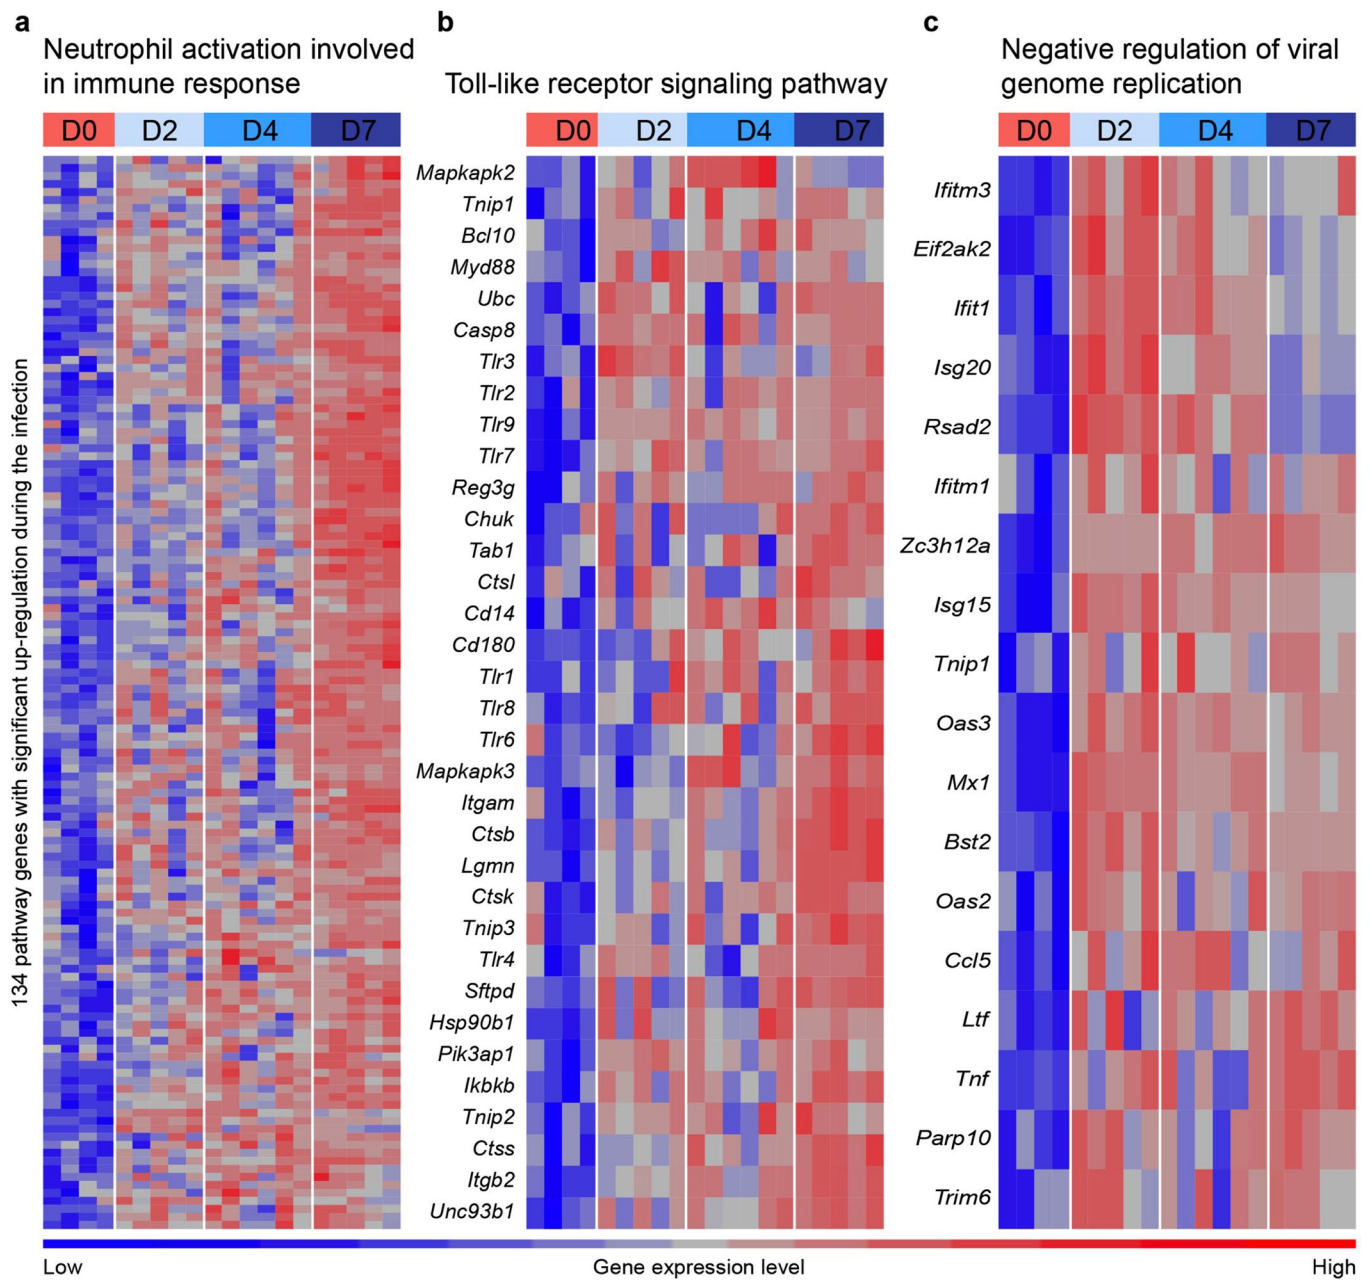 a
Neutrophil activation involved
in immune response
D0 D2 D4 D7
134 pathway genes with significant up-regulation during the infection
b
Toll-like receptor signaling pathway
D0 D2 D4 D7
Mapkapk2
Tnip1
Bcl10
Myd88
Ubc
Casp8
Tlr3
Tlr2
Tlr9
Tlr7
Reg3g
Chuk
Tab1
Ctsl
Cd14
Cd180
Tlr1
Tlr8
Tlr6
Mapkapk3
Itgam
Ctsb
Lgmn
Ctsk
Tnip3
Tlr4
Sftpd
Hsp90b1
Pik3ap1
Ikbkb
Tnip2
Ctss
Itgb2
Unc93b1
c
Negative regulation of viral
genome replication
D0 D2 D4 D7
Ifitm3
Eif2ak2
Ifit1
Isg20
Rsad2
Ifitm1
Zc3h12a
Isg15
Tnip1
Oas3
Mx1
Bst2
Oas2
Ccl5
Ltf
Tnf
Parp10
Trim6
Low Gene expression level High